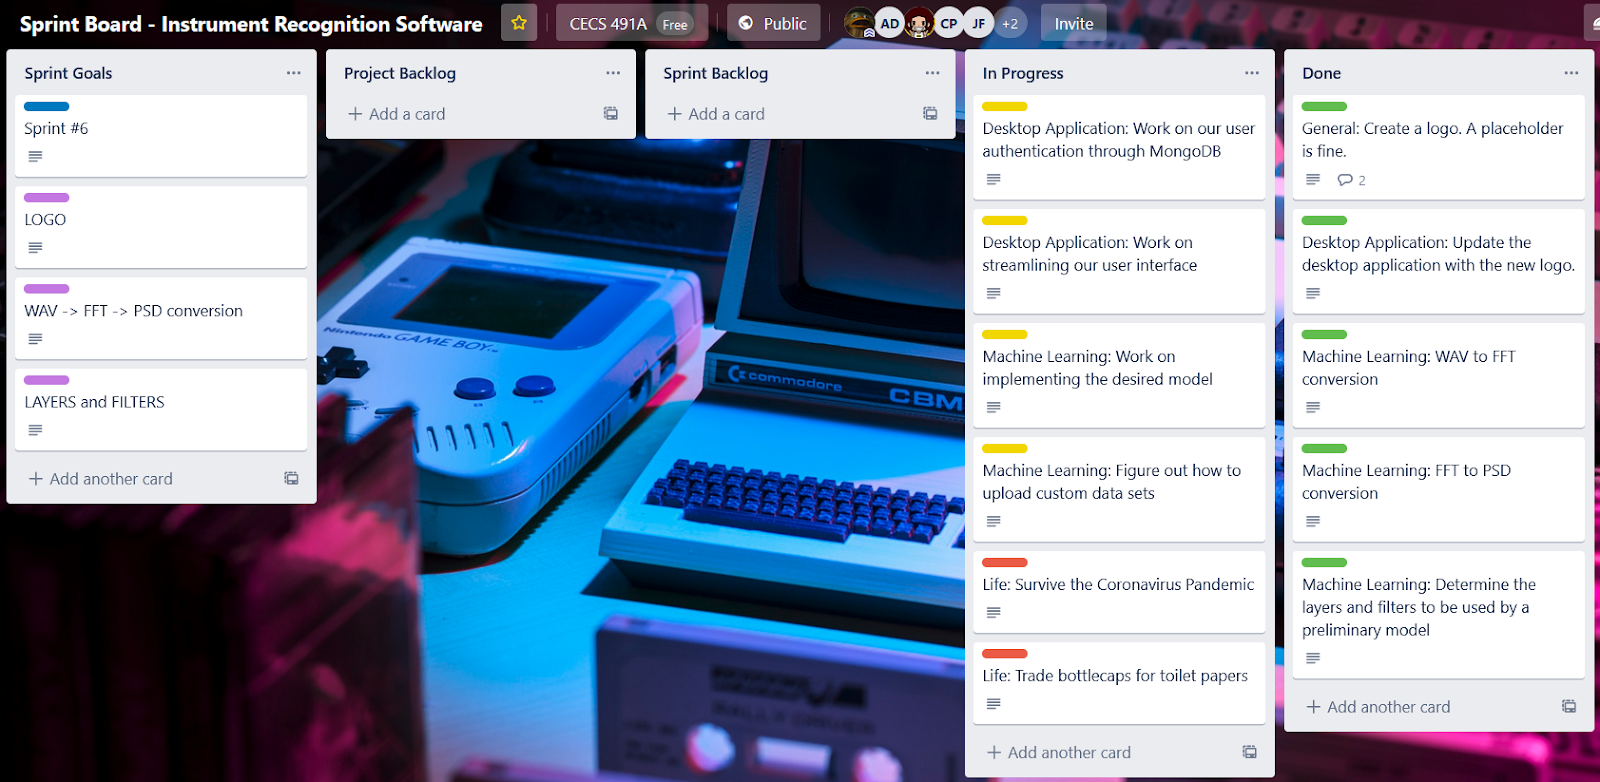 Sprint Board - Instrument Recognition Software
CECS 491A Free
Public
AD
CP
JF
+2
Invite
Sprint Goals
Sprint #6
LOGO
WAV -> FFT -> PSD conversion
LAYERS and FILTERS
+ Add another card
Project Backlog
+ Add a card
Sprint Backlog
+ Add a card
In Progress
Desktop Application: Work on our user
authentication through MongoDB
Desktop Application: Work on
streamlining our user interface
Machine Learning: Work on
implementing the desired model
Machine Learning: Figure out how to
upload custom data sets
Life: Survive the Coronavirus Pandemic
Life: Trade bottlecaps for toilet papers
+ Add another card
Done
General: Create a logo. A placeholder
is fine.
2
Desktop Application: Update the
desktop application with the new logo.
Machine Learning: WAV to FFT
conversion
Machine Learning: FFT to PSD
conversion
Machine Learning: Determine the
layers and filters to be used by a
preliminary model
+ Add another card
Nintendo GAME BOY
commodore
CBM